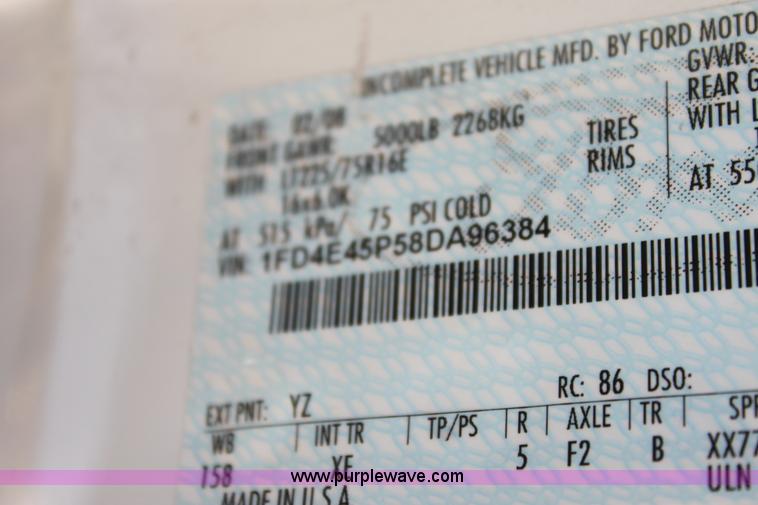 INCOMPLETE VEHICLE MFD. BY FORD MOTO
DATE: 02/08 GVWR:
FRONT GAWR: 5000LB 2268KG REAR G
WITH LT225/75R16E TIRES WITH L
16x6.0K RIMS
AT 515 kPa/ 75 PSI COLD AT 55
VIN: 1FD4E45P58DA96384
EXT PNT: YZ RC: 86 DSO:
WB INT TR TP/PS R AXLE TR SPR
158 YE 5 F2 B XX77
MADE IN U.S.A. ULN
www.purplewave.com